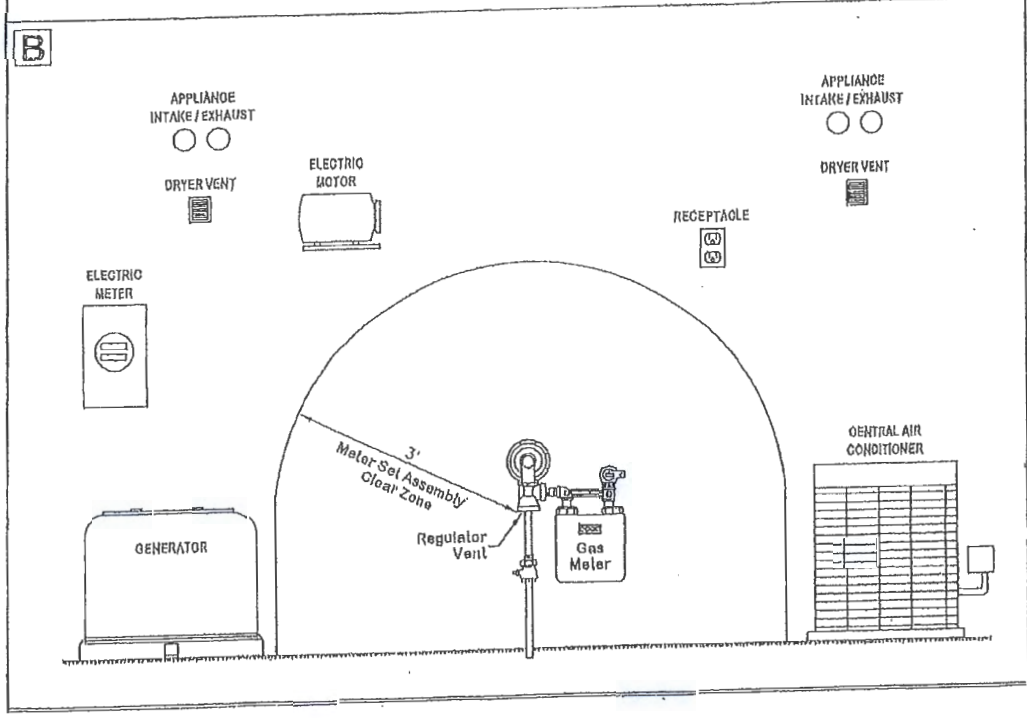 B
APPLIANCE
INTAKE / EXHAUST
APPLIANCE
INTAKE / EXHAUST
DRYER VENT
ELECTRIC
MOTOR
DRYER VENT
RECEPTACLE
ELECTRIC
METER
3'
Meter Set Assembly
Clear Zone
CENTRAL AIR
CONDITIONER
Regulator
Vent
Gas
Meter
GENERATOR